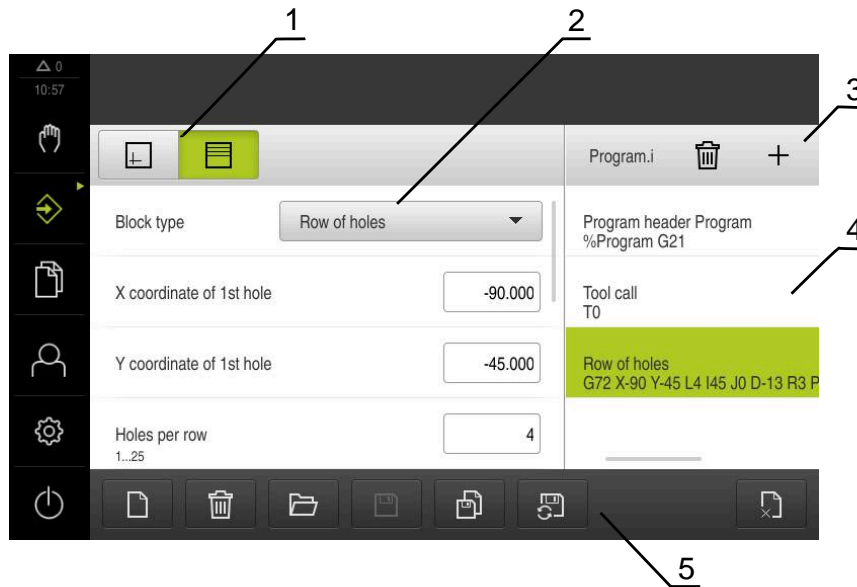 1
2
3
0
10:57
Program.i
Block type
Row of holes
Program header Program
%Program G21
4
X coordinate of 1st hole
-90.000
Tool call
T0
Y coordinate of 1st hole
-45.000
Row of holes
G72 X-90 Y-45 L4 I45 J0 D-13 R3 P
Holes per row
1...25
4
5